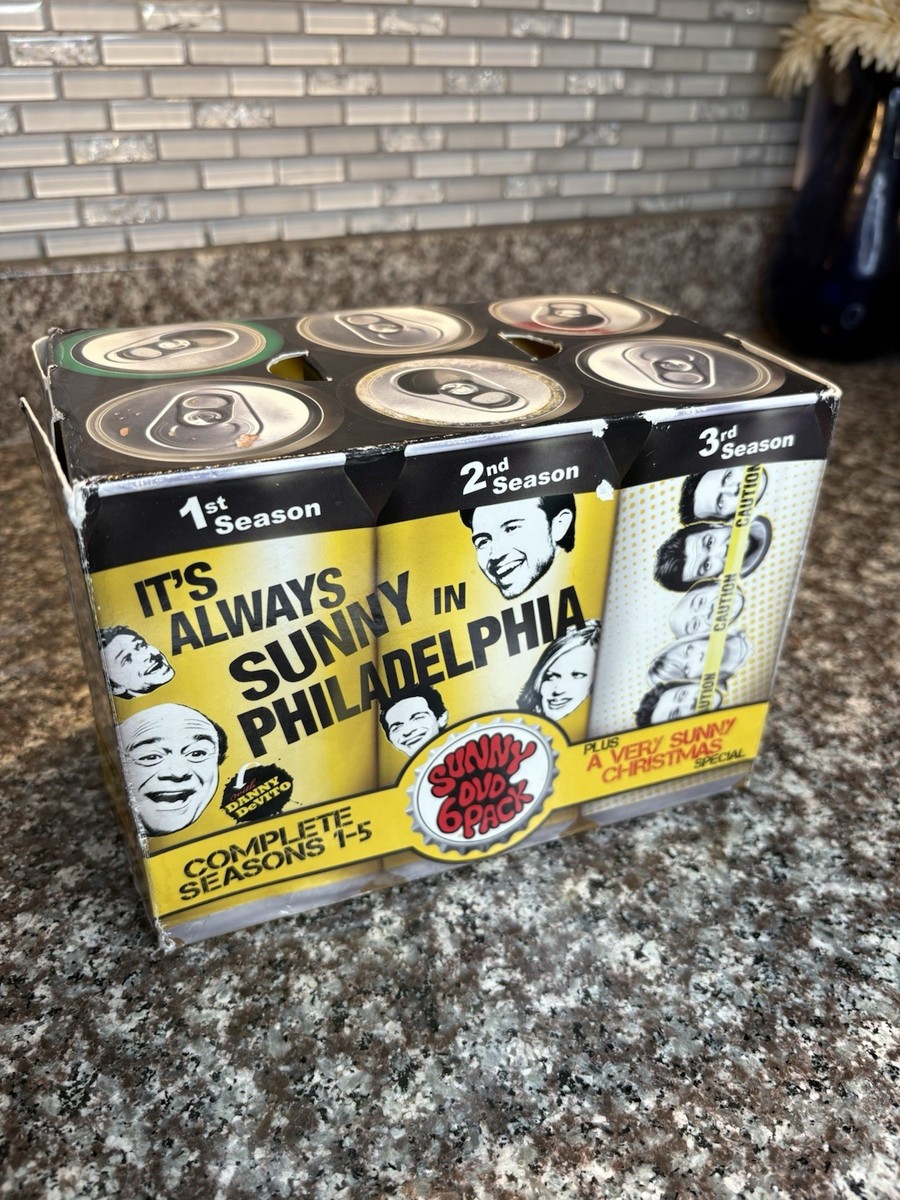 1st Season
2nd Season
3rd Season
IT'S
ALWAYS
SUNNY IN
PHILADELPHIA
CAUTION
CAUTION
CAUTION
with
DANNY
DeVITO
SUNNY
DVD
6 PACK
PLUS
A VERY SUNNY
CHRISTMAS
SPECIAL
COMPLETE
SEASONS 1-5